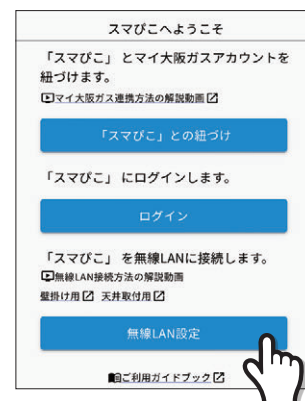 スマぴこへようこそ
「スマぴこ」とマイ大阪ガスアカウントを
紐づけます。
マイ大阪ガス連携方法の解説動画
「スマぴこ」との紐づけ
「スマぴこ」にログインします。
ログイン
「スマぴこ」を無線LANに接続します。
無線LAN接続方法の解説動画
壁掛け用 天井取付用
無線LAN設定
ご利用ガイドブック